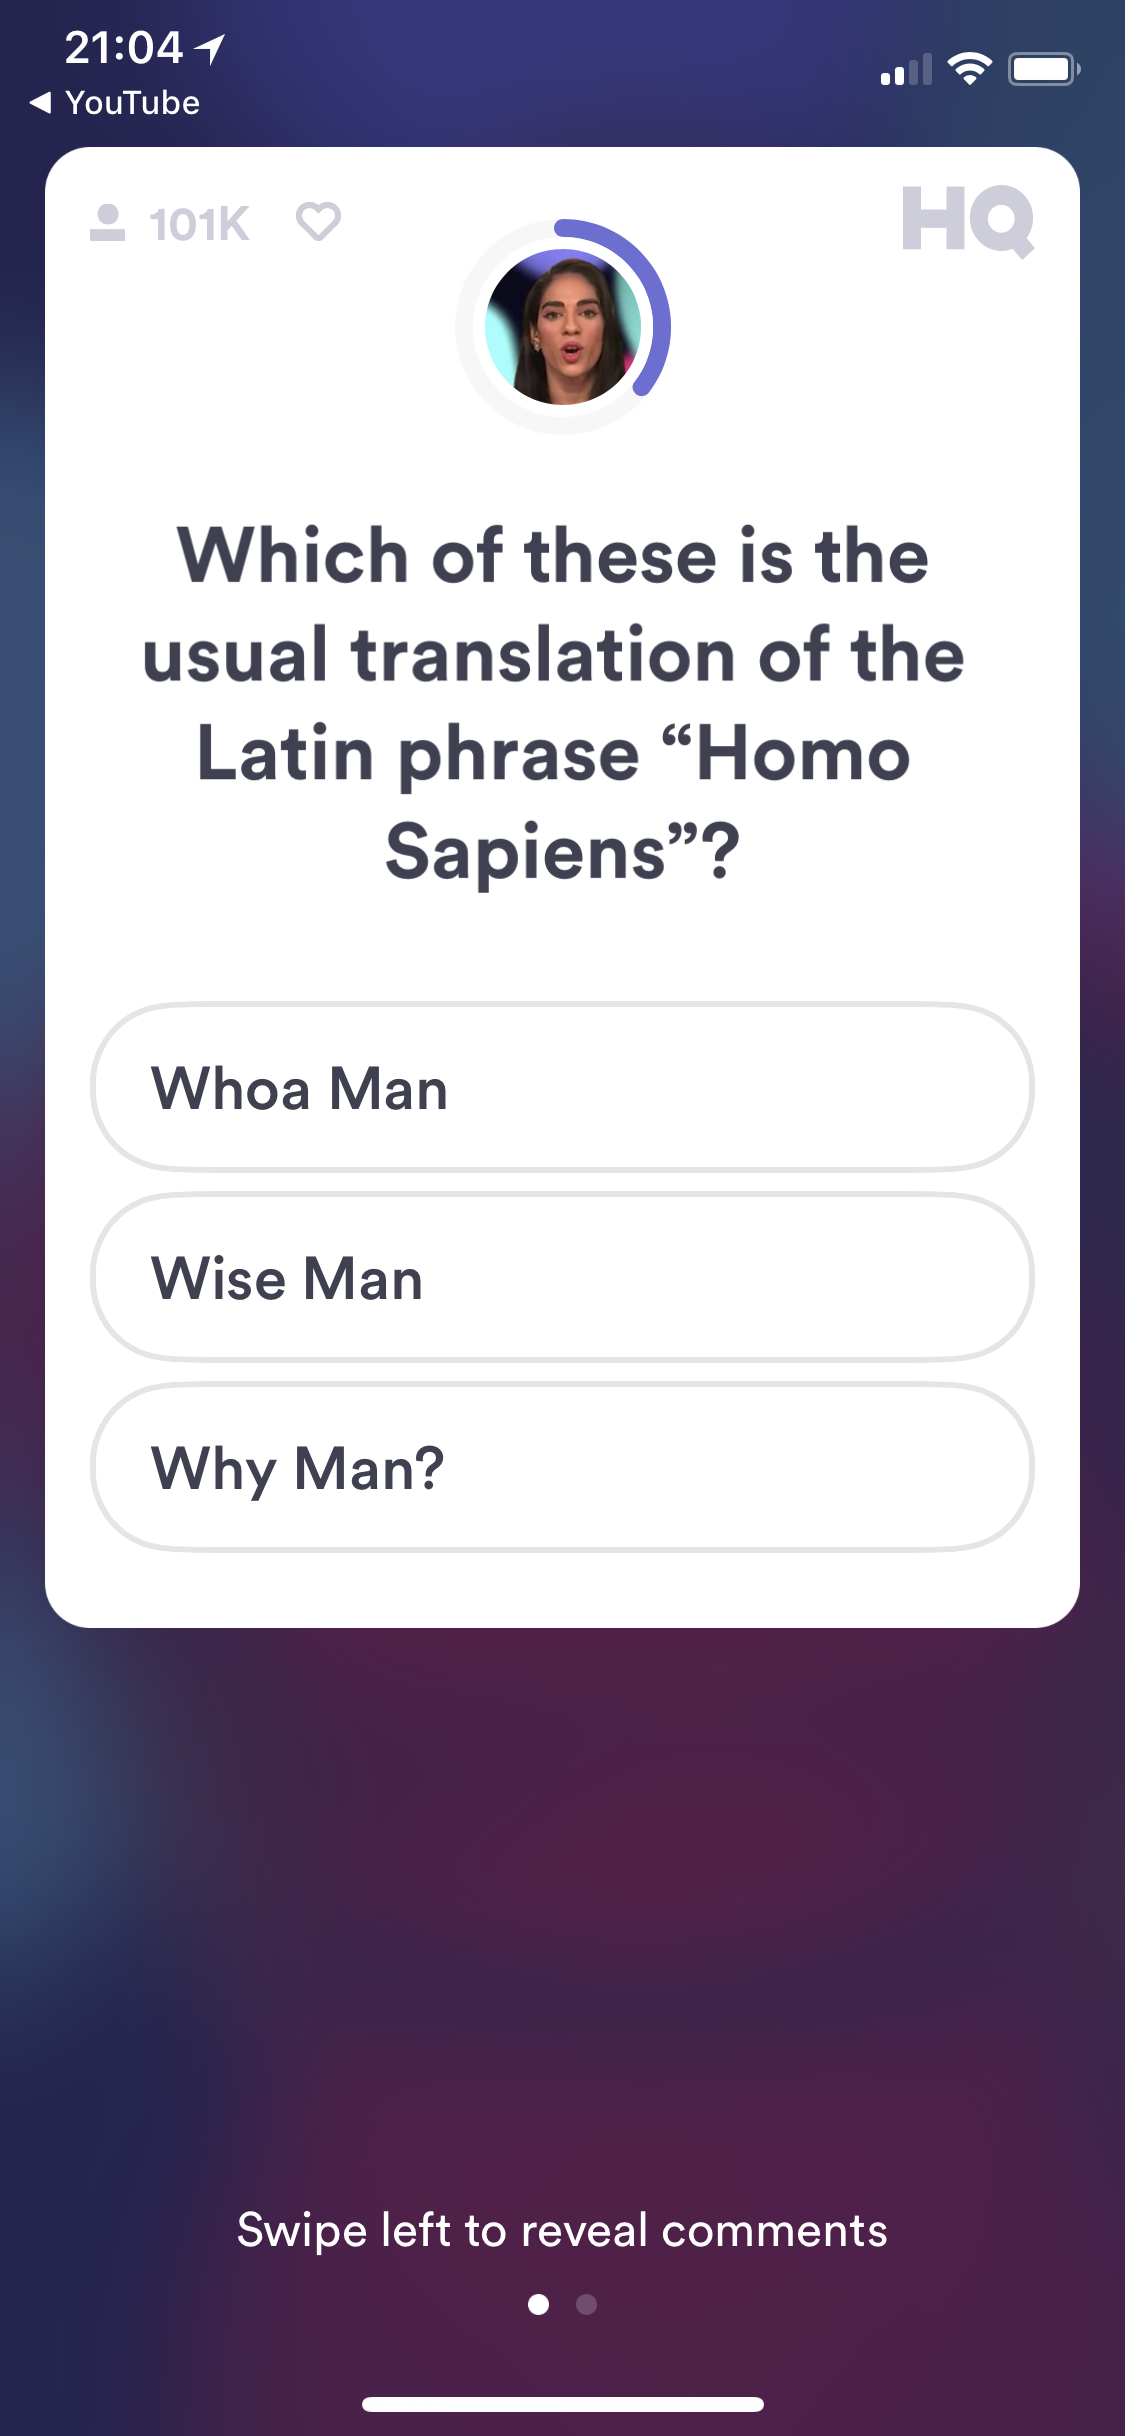 21:04
YouTube
101K
HQ
Which of these is the
usual translation of the
Latin phrase “Homo
Sapiens”?
Whoa Man
Wise Man
Why Man?
Swipe left to reveal comments